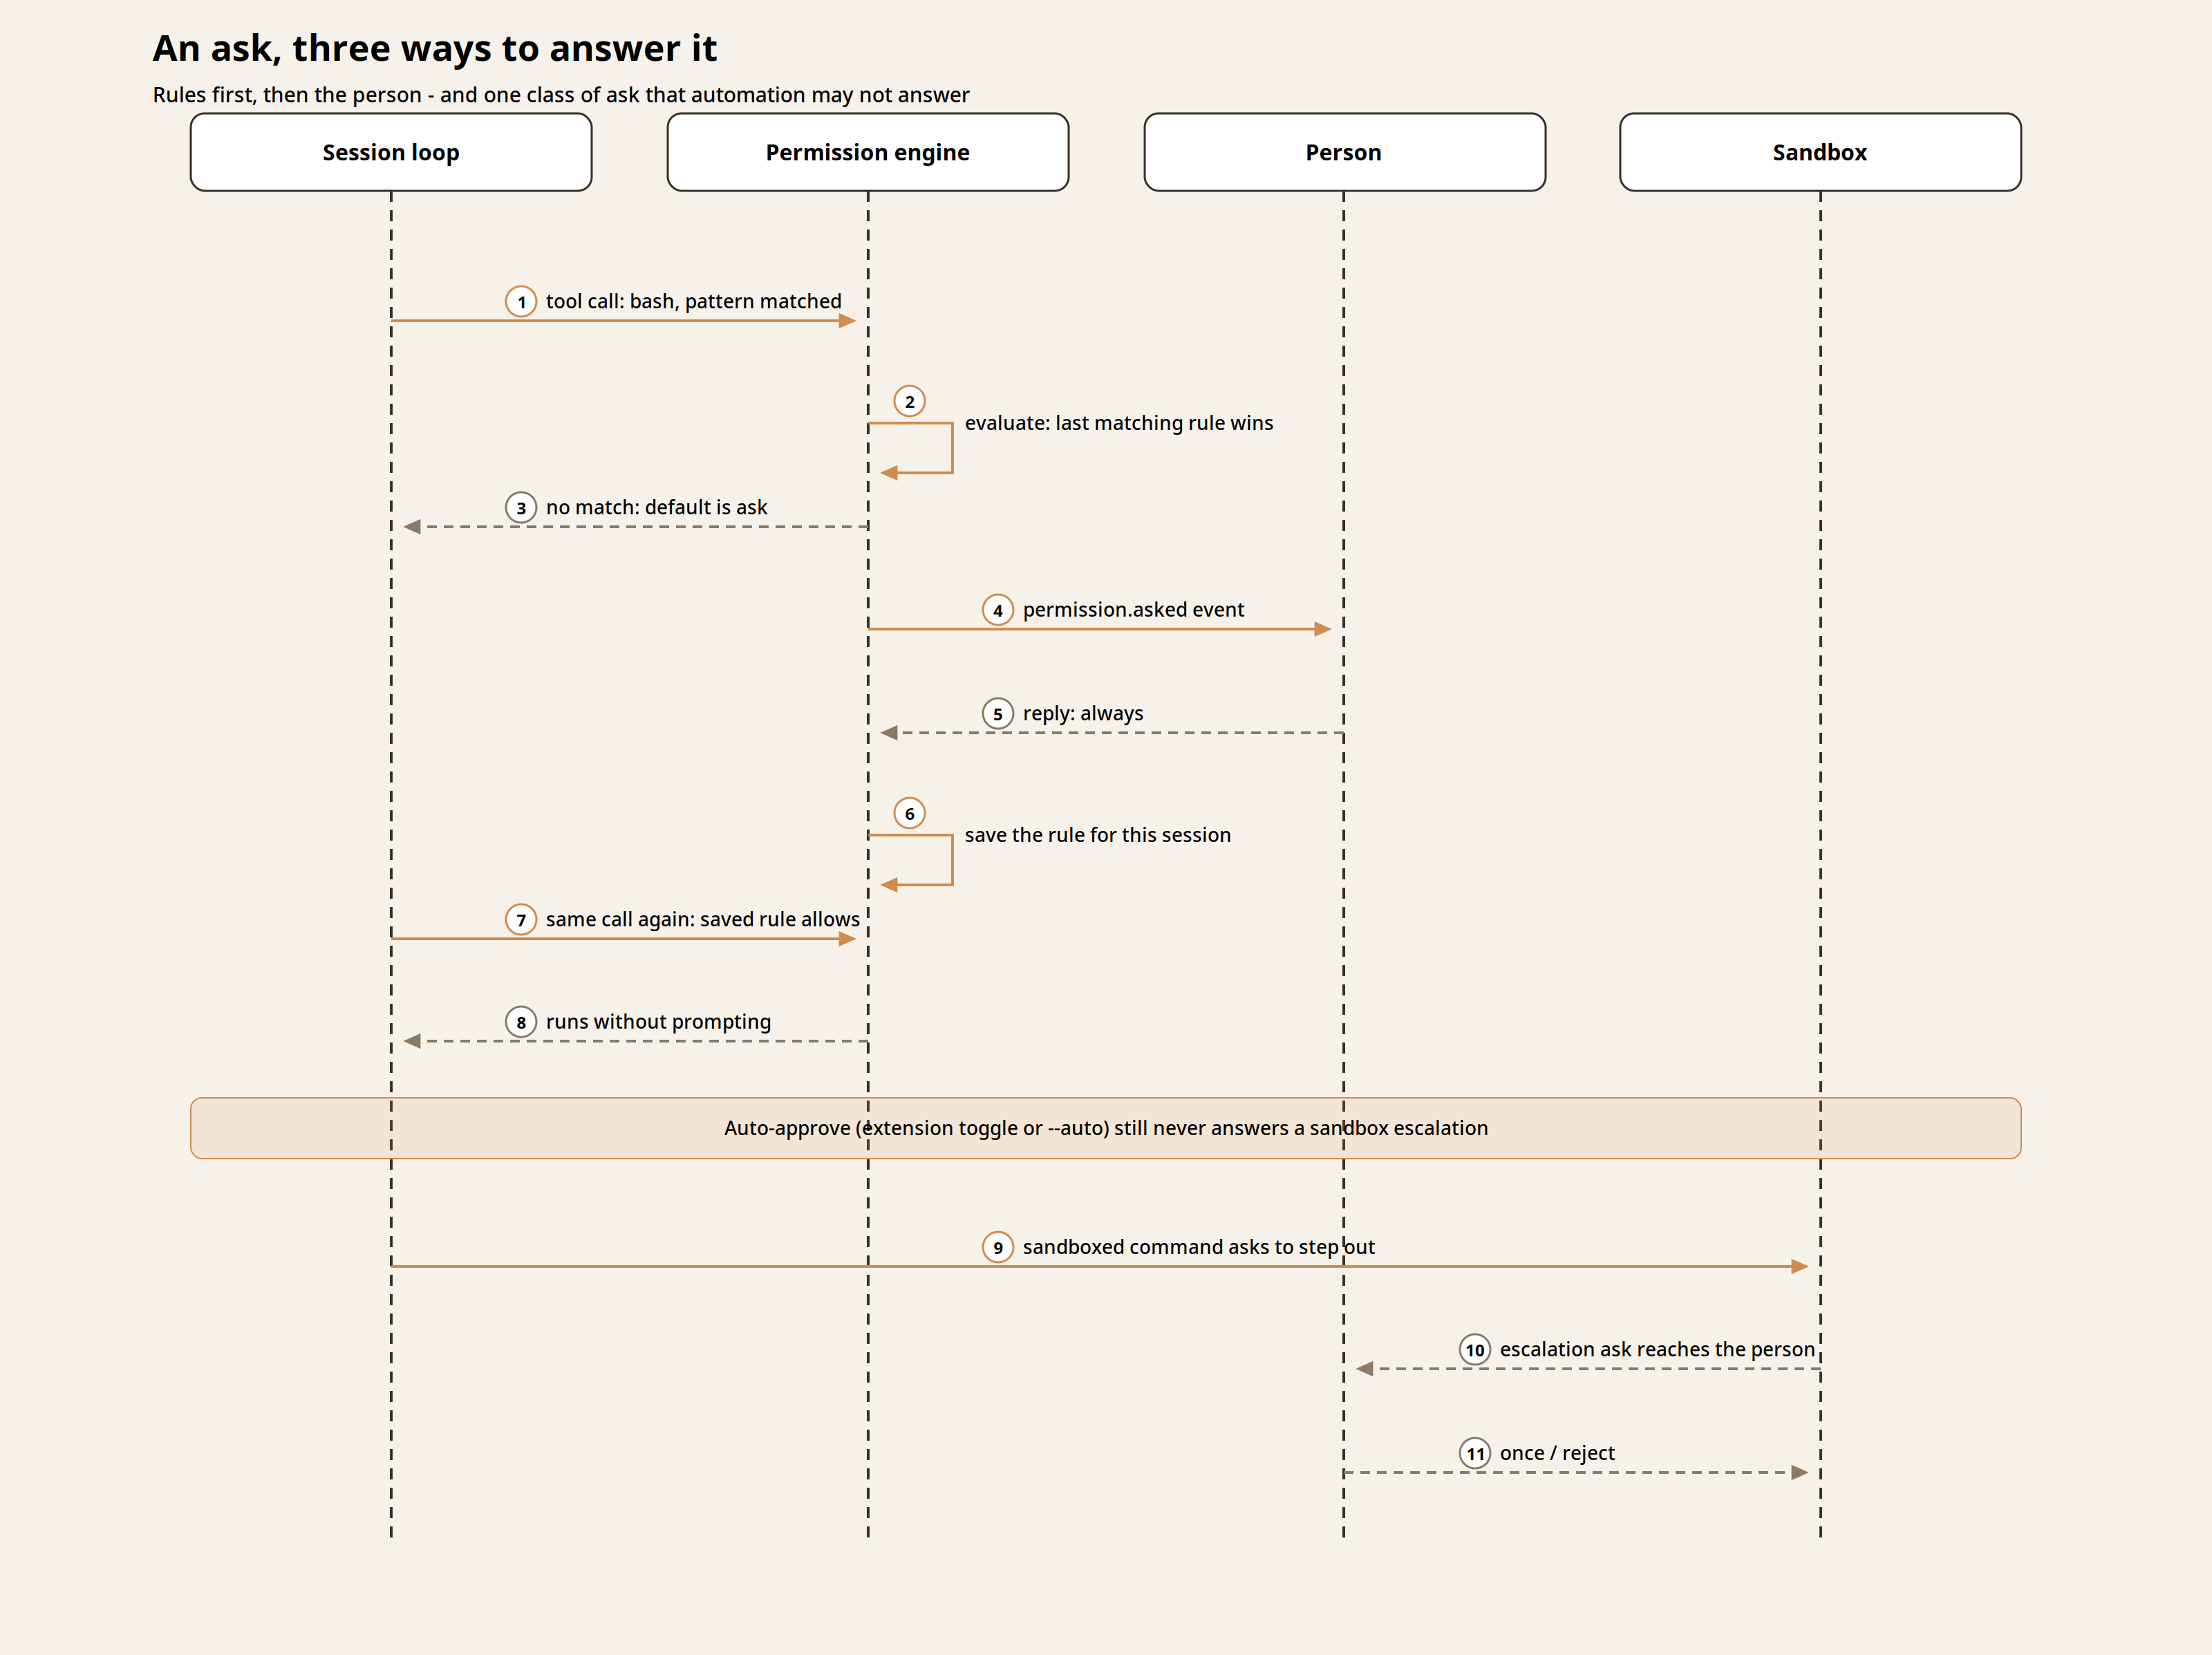 An ask, three ways to answer it
Rules first, then the person - and one class of ask that automation may not answer
Session loop
Permission engine
Person
Sandbox
1 tool call: bash, pattern matched
2 evaluate: last matching rule wins
3 no match: default is ask
4 permission.asked event
5 reply: always
6 save the rule for this session
7 same call again: saved rule allows
8 runs without prompting
Auto-approve (extension toggle or --auto) still never answers a sandbox escalation
9 sandboxed command asks to step out
10 escalation ask reaches the person
11 once / reject